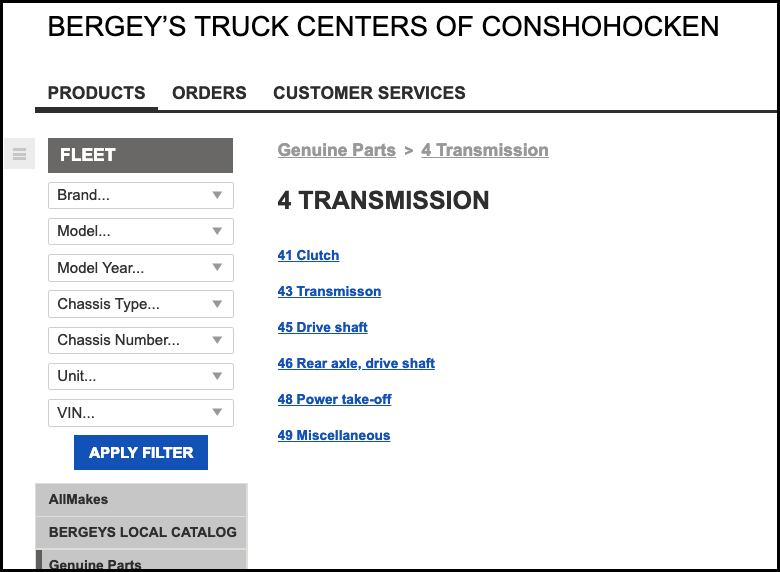 BERGEY’S TRUCK CENTERS OF CONSHOHOCKEN
PRODUCTS ORDERS CUSTOMER SERVICES
FLEET
Brand...
Model...
Model Year...
Chassis Type...
Chassis Number...
Unit...
VIN...
APPLY FILTER
AllMakes
BERGEYS LOCAL CATALOG
Genuine Parts
Genuine Parts > 4 Transmission
4 TRANSMISSION
41 Clutch
43 Transmisson
45 Drive shaft
46 Rear axle, drive shaft
48 Power take-off
49 Miscellaneous